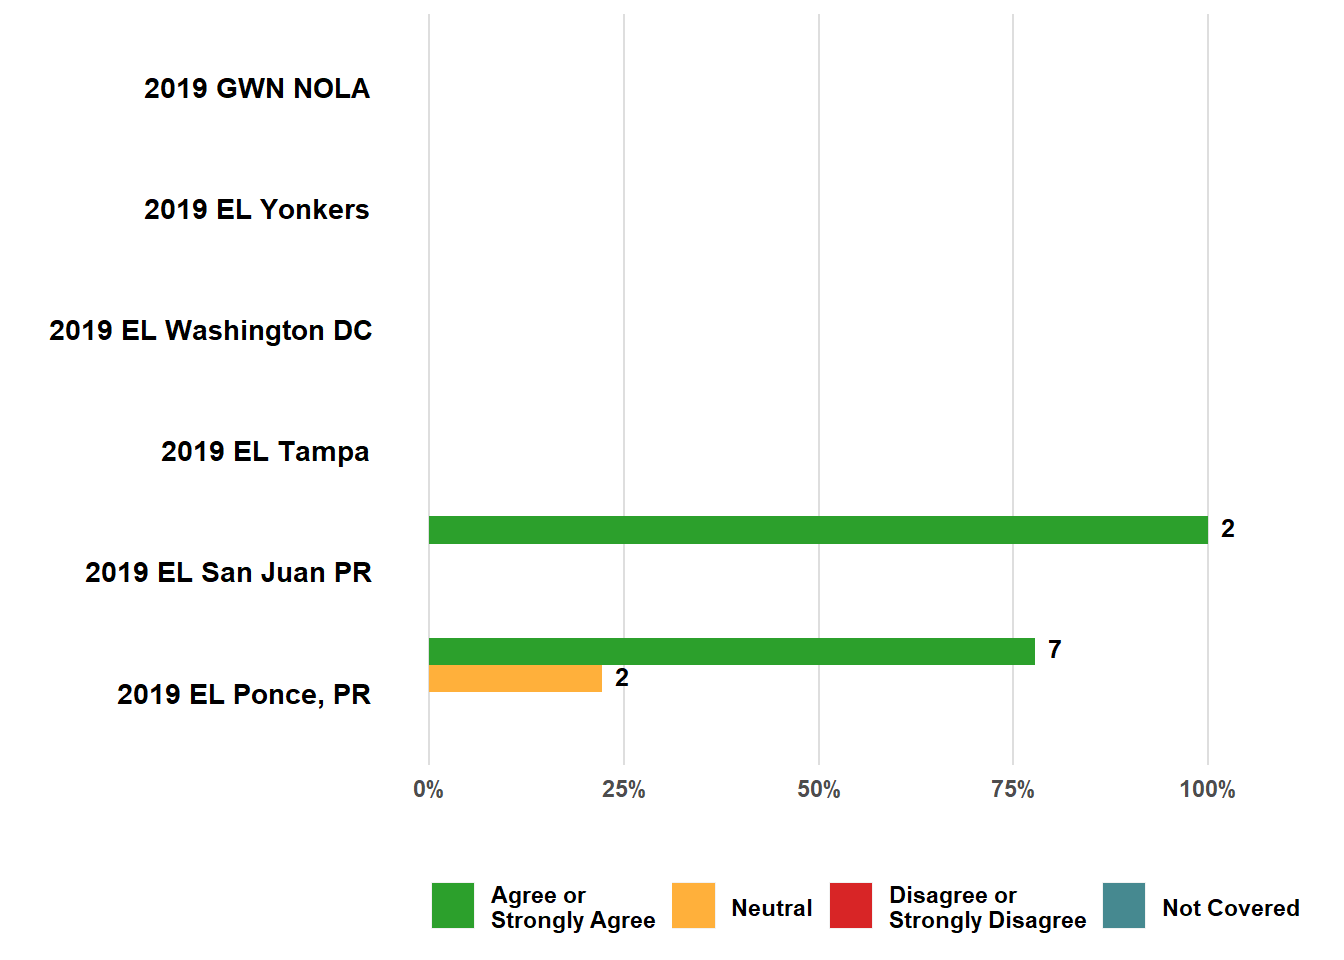 2019 GWN NOLA
2019 EL Yonkers
2019 EL Washington DC
2019 EL Tampa
2
2019 EL San Juan PR
7
2
2019 EL Ponce, PR
0% 25% 50% 75% 100%
Agree or
Strongly Agree
Neutral
Disagree or
Strongly Disagree
Not Covered